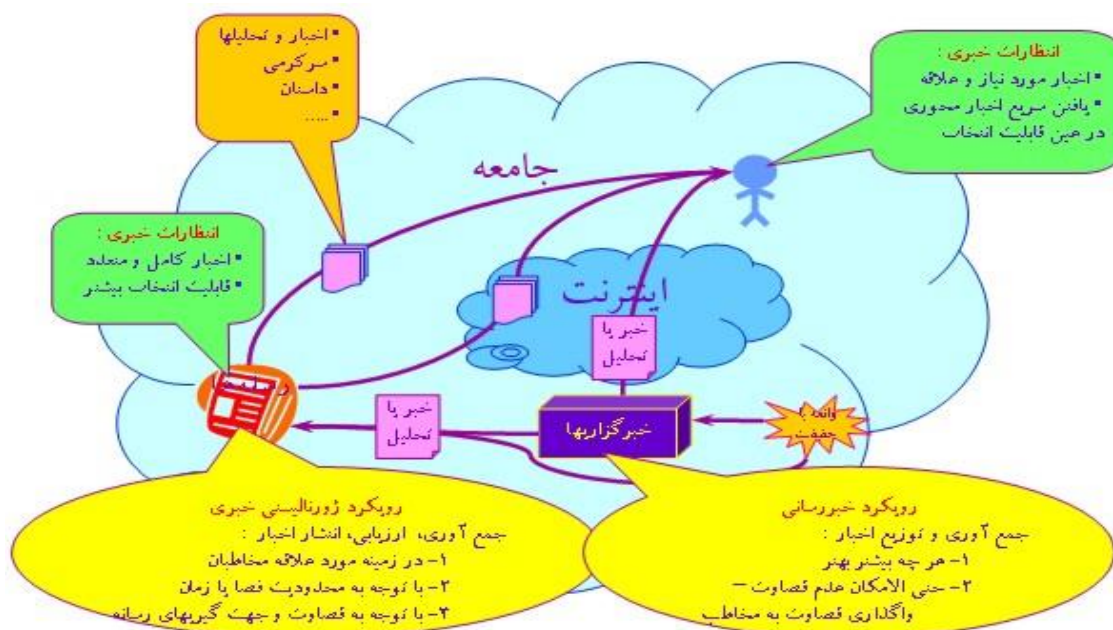 ▪ اخبار و تحلیلها
▪ سرگرمی
▪ داستان
▪ .....
انتظارات خبری :
▪ اخبار مورد نیاز و علاقه
▪ یافتن سریع اخبار محوری
در عین قابلیت انتخاب
جامعه
انتظارات خبری :
▪ اخبار کامل و متعدد
▪ قابلیت انتخاب بیشتر
اینترنت
خبر یا
تحلیل
خبر یا
تحلیل
خبرگزاریها
واقعه یا
حقیقت
رویکرد ژورنالیستی خبری
جمع آوری، ارزیابی، انتشار اخبار :
۱- در زمینه مورد علاقه مخاطبان
۲- با توجه به محدودیت فضا یا زمان
۳- با توجه به قضاوت و جهت گیریهای رسانه
رویکرد خبررسانی
جمع آوری و توزیع اخبار :
۱- هر چه بیشتر بهتر
۲- حتی الامکان عدم قضاوت –
واگذاری قضاوت به مخاطب